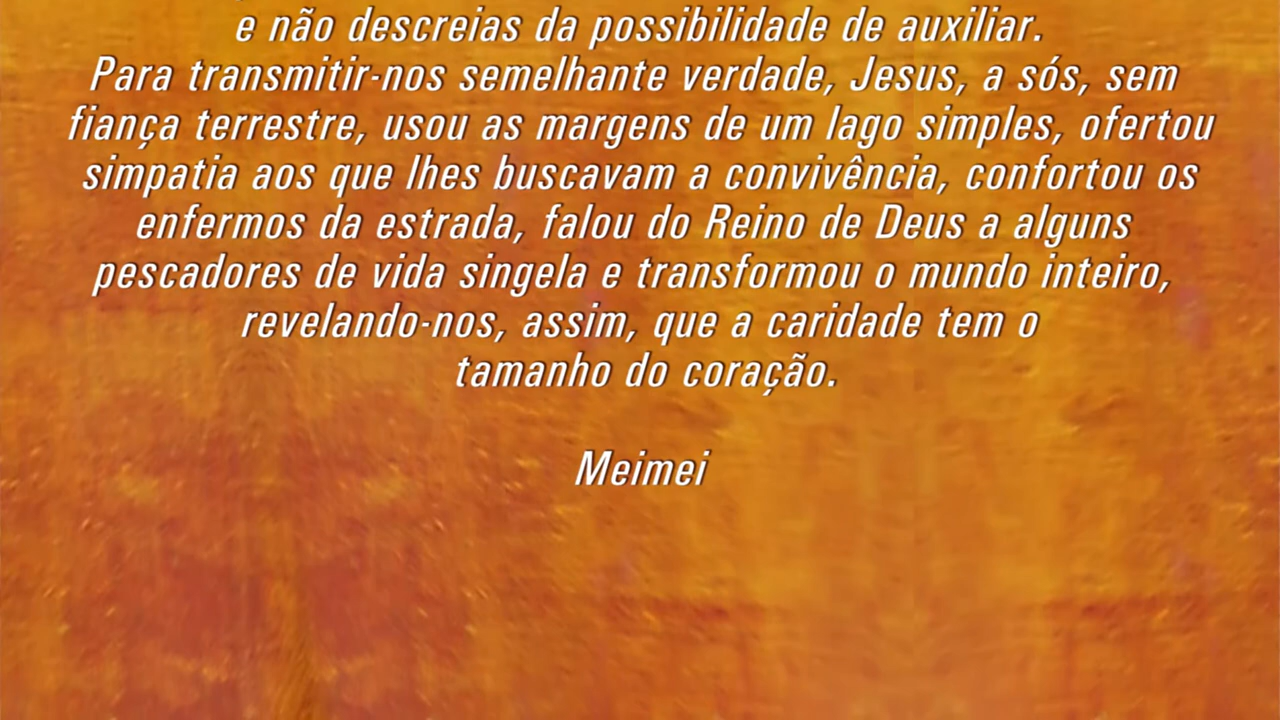 e não descreias da possibilidade de auxiliar.
Para transmitir-nos semelhante verdade, Jesus, a sós, sem
fiança terrestre, usou as margens de um lago simples, ofertou
simpatia aos que lhes buscavam a convivência, confortou os
enfermos da estrada, falou do Reino de Deus a alguns
pescadores de vida singela e transformou o mundo inteiro,
revelando-nos, assim, que a caridade tem o
tamanho do coração.
Meimei